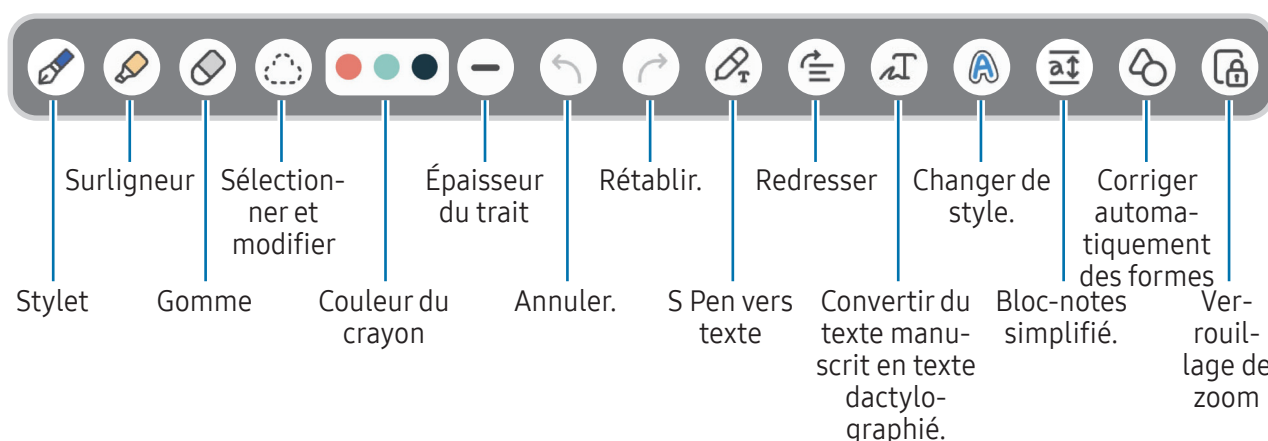 Surligneur
Sélection-
ner et
modifier
Épaisseur
du trait
Rétablir.
Redresser
Changer de
style.
Corriger
automa-
tiquement
des formes
Stylet
Gomme
Couleur du
crayon
Annuler.
S Pen vers
texte
Convertir du
texte manu-
scrit en texte
dactylo-
graphié.
Bloc-notes
simplifié.
Ver-
rouil-
lage de
zoom